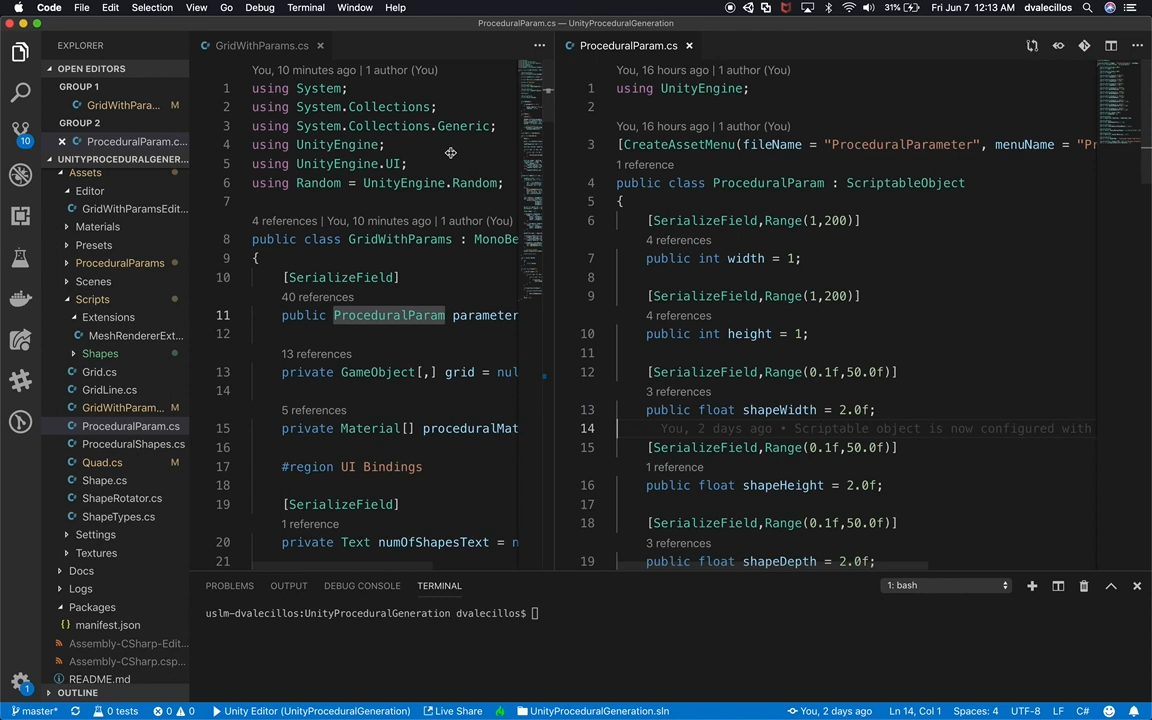 Code File Edit Selection View Go Debug Terminal Window Help 31% Fri Jun 7 12:13 AM dvalecillos
ProceduralParam.cs — UnityProceduralGeneration
EXPLORER
OPEN EDITORS
GROUP 1
GridWithPara... M
GROUP 2
ProceduralParam.c...
UNITYPROCEDURALGENER...
Assets
Editor
GridWithParamsEdit...
Materials
Presets
ProceduralParams
Scenes
Scripts
Extensions
MeshRendererExt...
Shapes
Grid.cs
GridLine.cs
GridWithParam... M
ProceduralParam.cs
ProceduralShapes.cs
Quad.cs M
Shape.cs
ShapeRotator.cs
ShapeTypes.cs
Settings
Textures
Docs
Logs
Packages
{} manifest.json
Assembly-CSharp-Edit...
Assembly-CSharp.csp...
README.md
OUTLINE
10
1
GridWithParams.cs
You, 10 minutes ago | 1 author (You)
1 using System;
2 using System.Collections;
3 using System.Collections.Generic;
4 using UnityEngine;
5 using UnityEngine.UI;
6 using Random = UnityEngine.Random;
7
4 references | You, 10 minutes ago | 1 author (You)
8 public class GridWithParams : MonoBe
9 {
10 [SerializeField]
40 references
11 public ProceduralParam parameter
12
13 references
13 private GameObject[,] grid = nul
14
5 references
15 private Material[] proceduralMat
16
17 #region UI Bindings
18
19 [SerializeField]
1 reference
20 private Text numOfShapesText = n
21
ProceduralParam.cs
You, 16 hours ago | 1 author (You)
1 using UnityEngine;
2
You, 16 hours ago | 1 author (You)
3 [CreateAssetMenu(fileName = "ProceduralParameter", menuName = "Pr
1 reference
4 public class ProceduralParam : ScriptableObject
5 {
6 [SerializeField,Range(1,200)]
4 references
7 public int width = 1;
8
9 [SerializeField,Range(1,200)]
4 references
10 public int height = 1;
11
12 [SerializeField,Range(0.1f,50.0f)]
3 references
13 public float shapeWidth = 2.0f;
14 You, 2 days ago • Scriptable object is now configured with
15 [SerializeField,Range(0.1f,50.0f)]
1 reference
16 public float shapeHeight = 2.0f;
17
18 [SerializeField,Range(0.1f,50.0f)]
3 references
19 public float shapeDepth = 2.0f;
PROBLEMS OUTPUT DEBUG CONSOLE TERMINAL 1: bash
uslm-dvalecillos:UnityProceduralGeneration dvalecillos$
master* 0 tests 0 0 Unity Editor (UnityProceduralGeneration) Live Share UnityProceduralGeneration.sln You, 2 days ago Ln 14, Col 1 Spaces: 4 UTF-8 LF C#